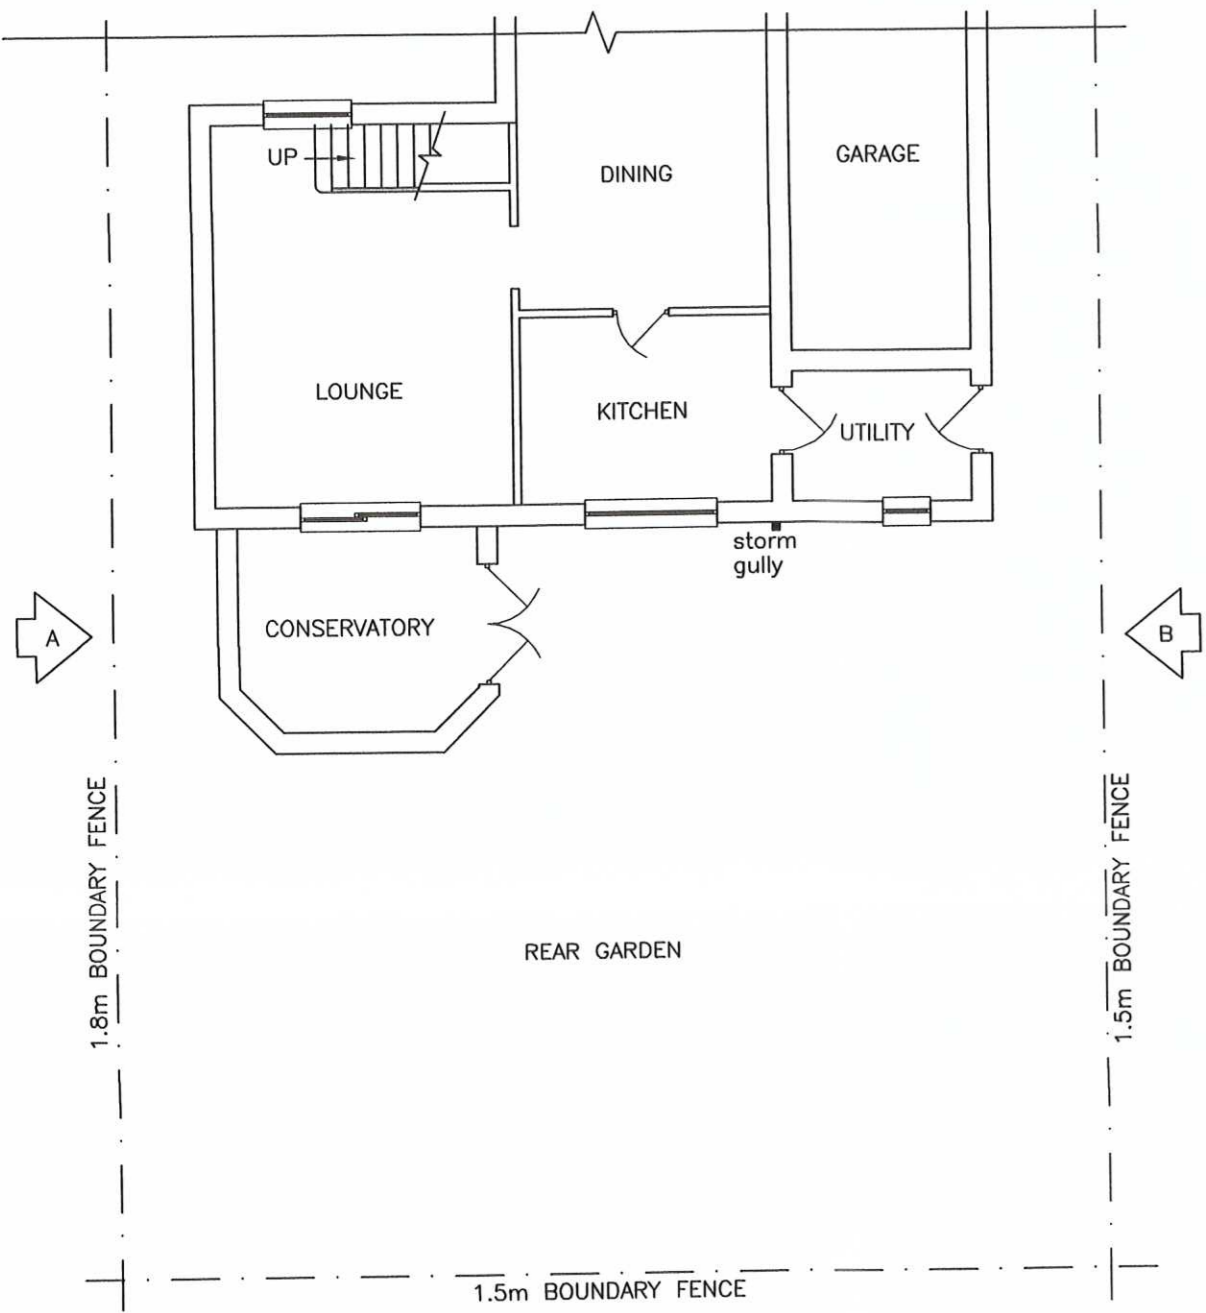 UP
DINING
GARAGE
LOUNGE
KITCHEN
UTILITY
storm
gully
A
CONSERVATORY
B
1.8m BOUNDARY FENCE
1.5m BOUNDARY FENCE
REAR GARDEN
1.5m BOUNDARY FENCE